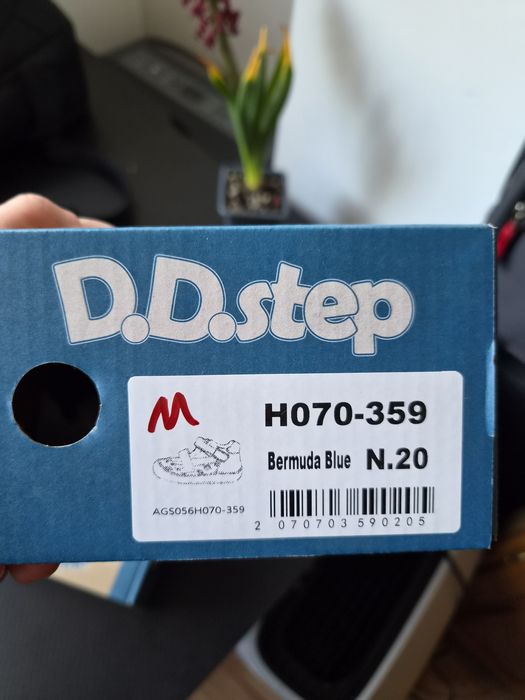 D.D.step
M
H070-359
Bermuda Blue N.20
AGS056H070-359
2 070703 590205